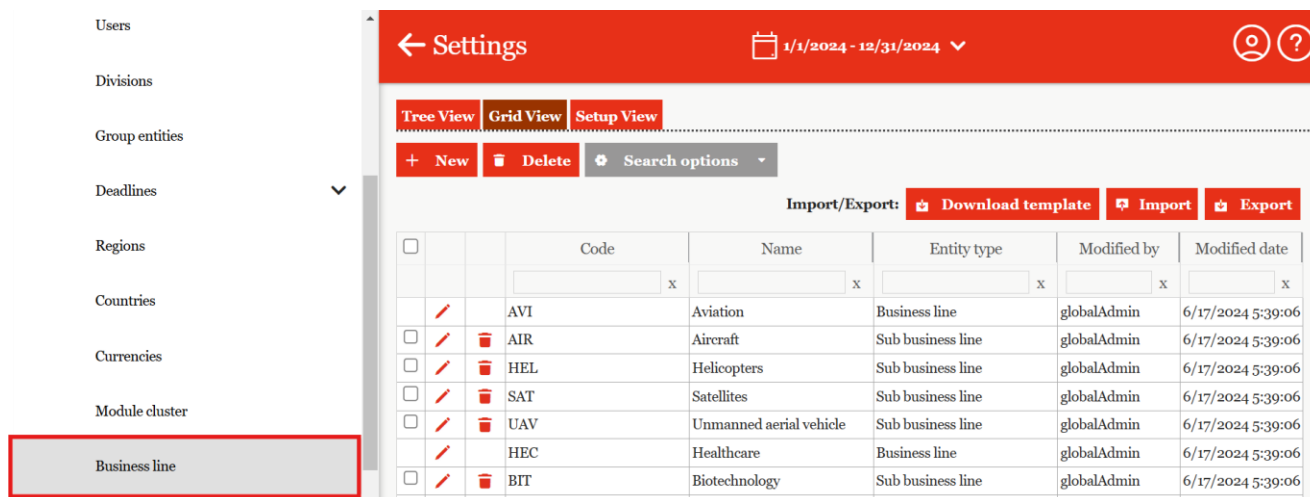 Users
Divisions
Group entities
Deadlines
Regions
Countries
Currencies
Module cluster
Business line
Settings
1/1/2024 - 12/31/2024
?
Tree View Grid View Setup View
+ New Delete Search options
Import/Export: Download template Import Export
Code Name Entity type Modified by Modified date
x x x x x
AVI Aviation Business line globalAdmin 6/17/2024 5:39:06
AIR Aircraft Sub business line globalAdmin 6/17/2024 5:39:06
HEL Helicopters Sub business line globalAdmin 6/17/2024 5:39:06
SAT Satellites Sub business line globalAdmin 6/17/2024 5:39:06
UAV Unmanned aerial vehicle Sub business line globalAdmin 6/17/2024 5:39:06
HEC Healthcare Business line globalAdmin 6/17/2024 5:39:06
BIT Biotechnology Sub business line globalAdmin 6/17/2024 5:39:06